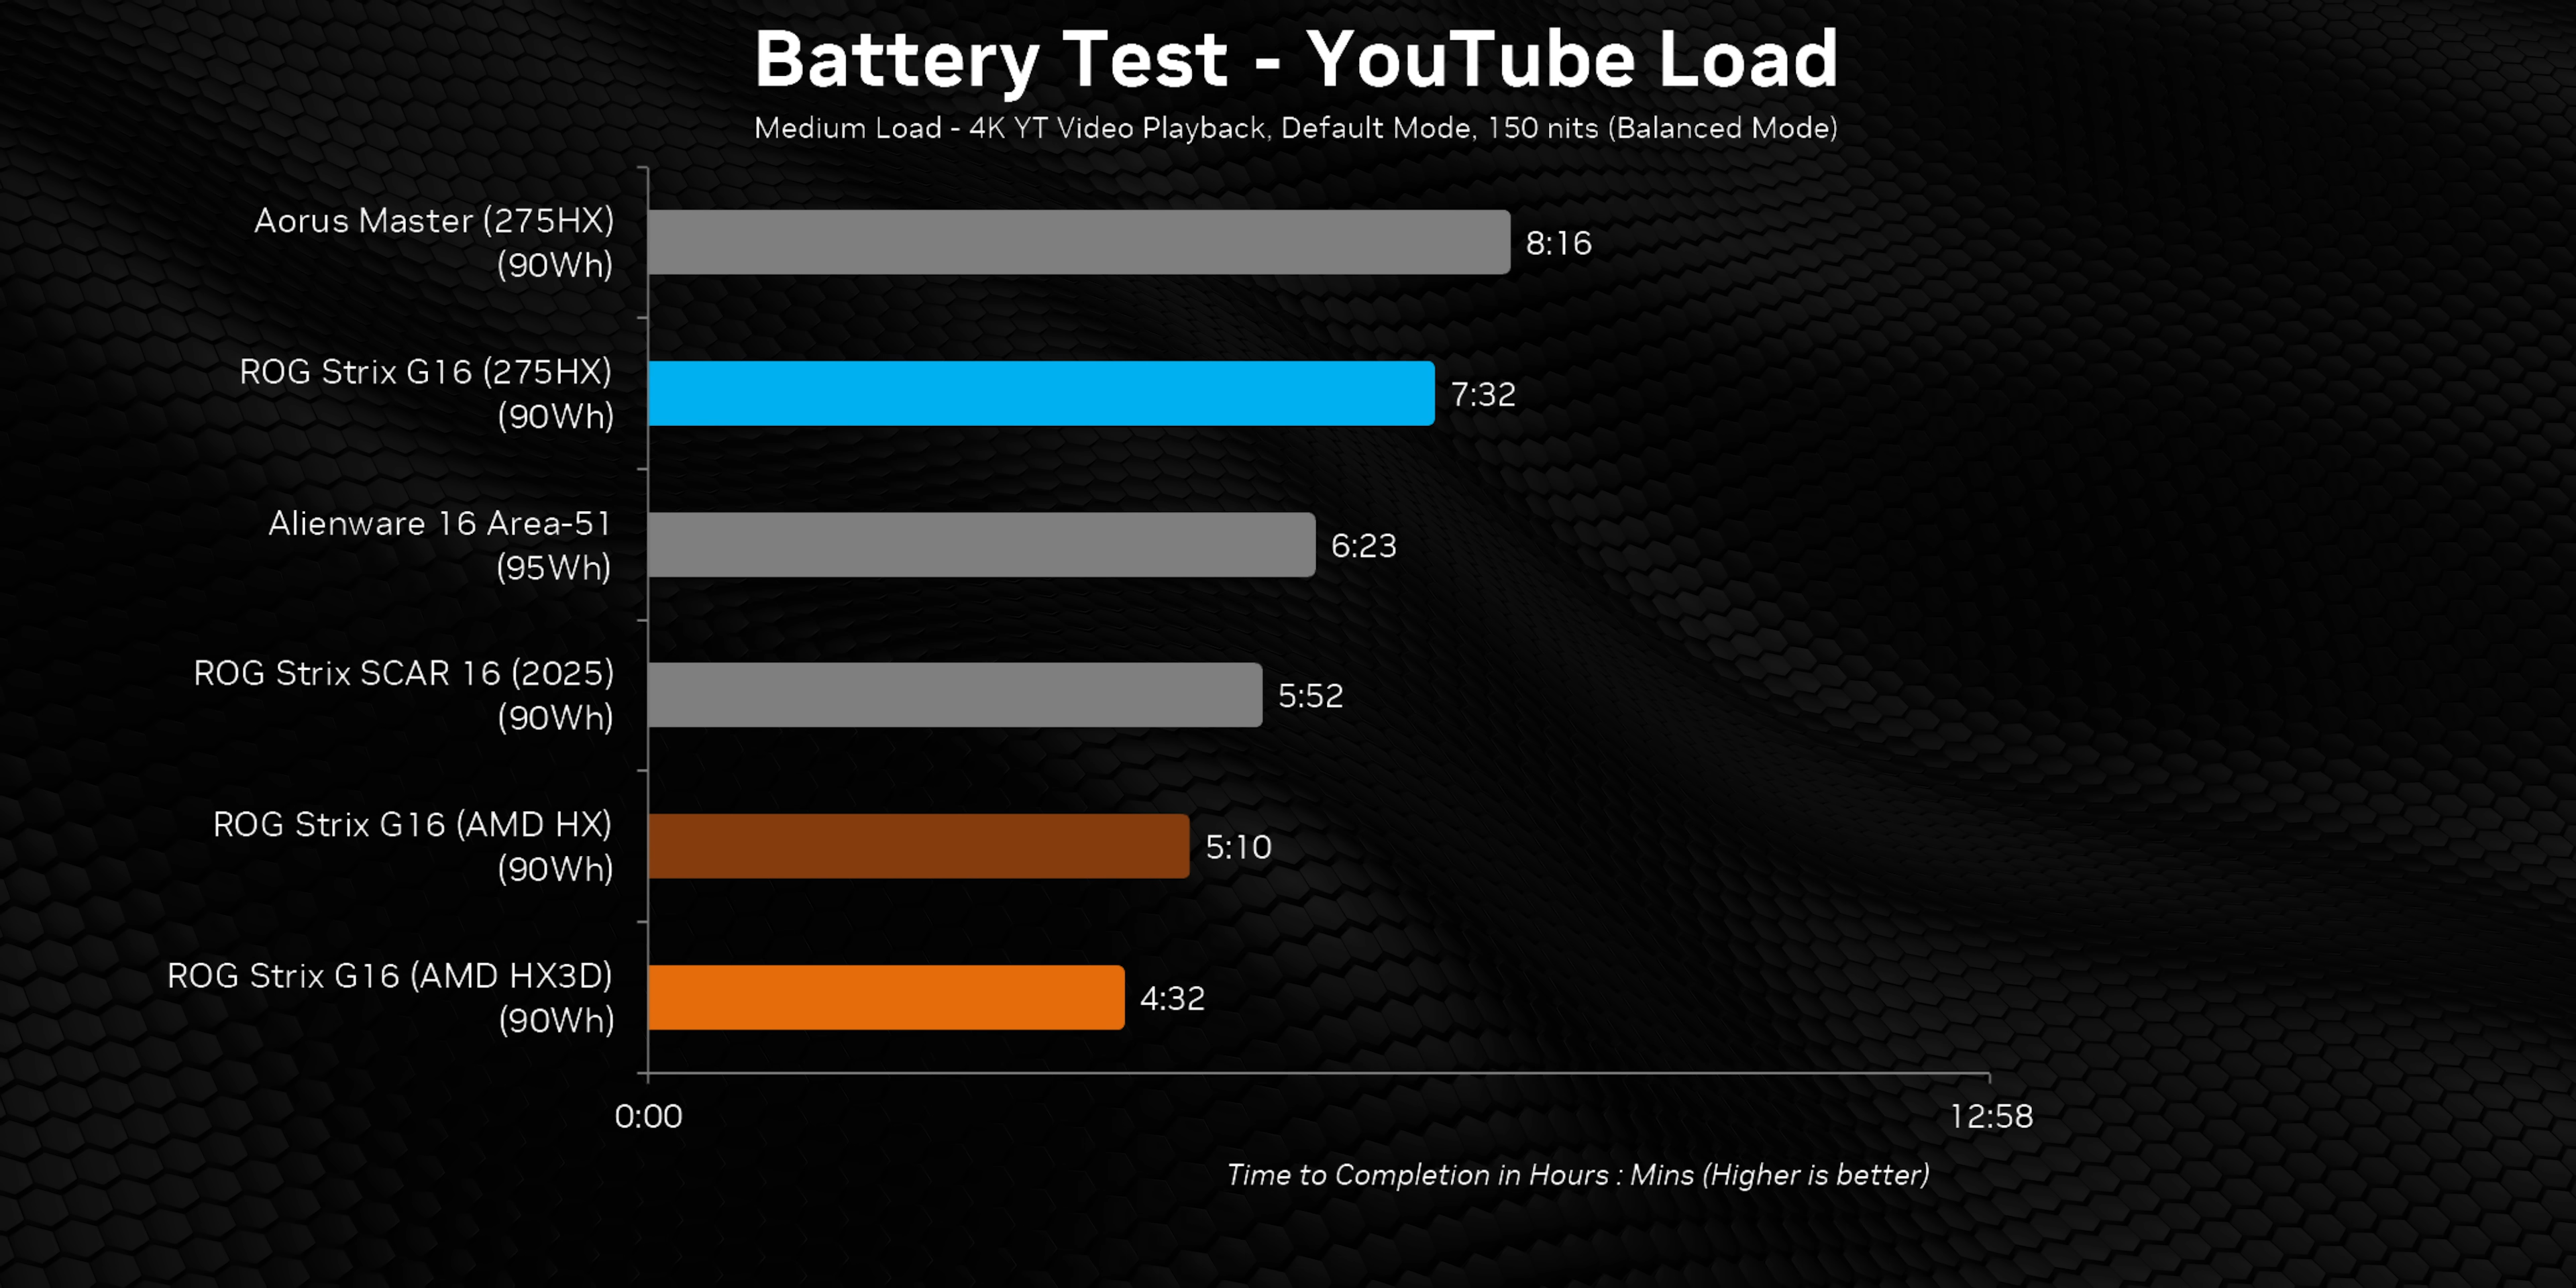 Battery Test - YouTube Load
Medium Load - 4K YT Video Playback, Default Mode, 150 nits (Balanced Mode)
Aorus Master (275HX)
(90Wh)
8:16
ROG Strix G16 (275HX)
(90Wh)
7:32
Alienware 16 Area-51
(95Wh)
6:23
ROG Strix SCAR 16 (2025)
(90Wh)
5:52
ROG Strix G16 (AMD HX)
(90Wh)
5:10
ROG Strix G16 (AMD HX3D)
(90Wh)
4:32
0:00
12:58
Time to Completion in Hours : Mins (Higher is better)